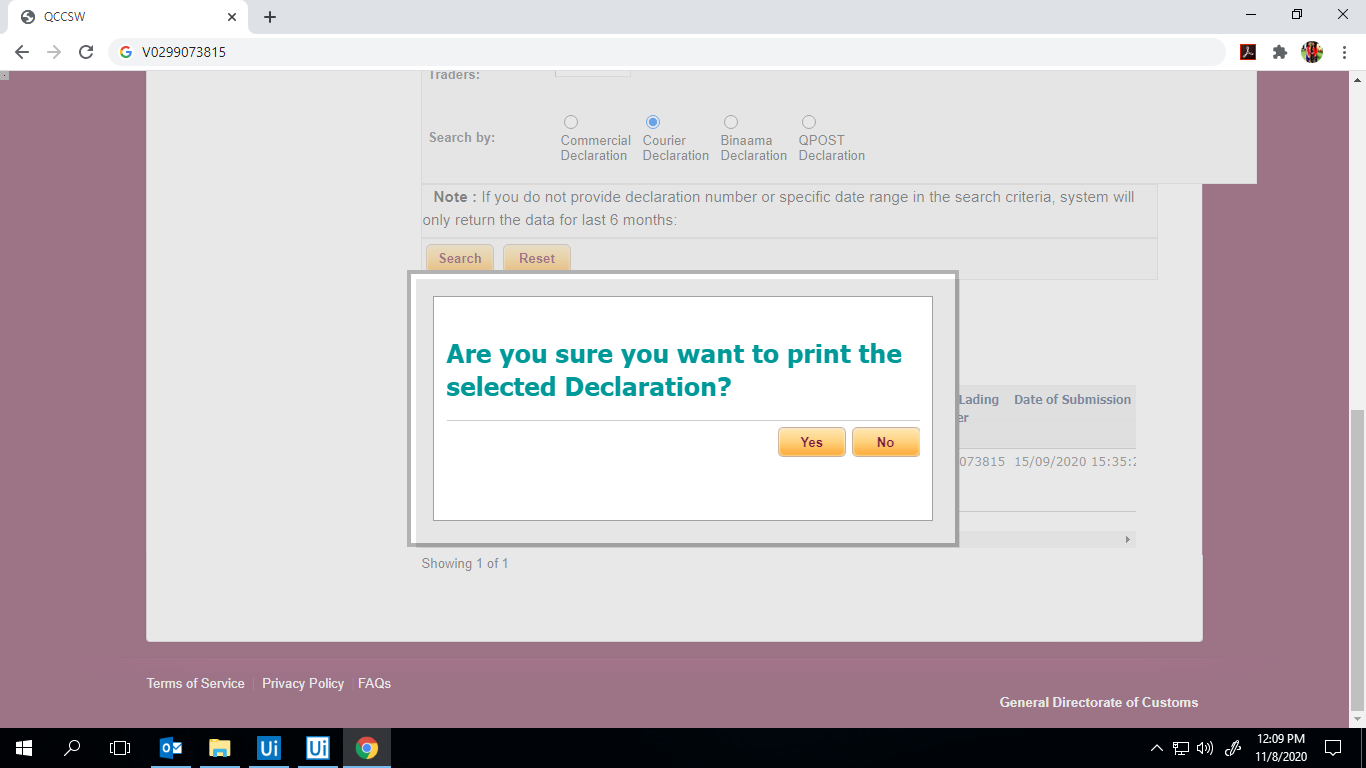 QCCSW
V0299073815
Traders:
Search by:
Commercial Declaration
Courier Declaration
Binaama Declaration
QPOST Declaration
Note : If you do not provide declaration number or specific date range in the search criteria, system will
only return the data for last 6 months:
Search Reset
Are you sure you want to print the
selected Declaration?
Yes No
Lading Date of Submission
er
073815 15/09/2020 15:35:2
Showing 1 of 1
Terms of Service Privacy Policy FAQs
General Directorate of Customs
Ui Ui
12:09 PM
11/8/2020